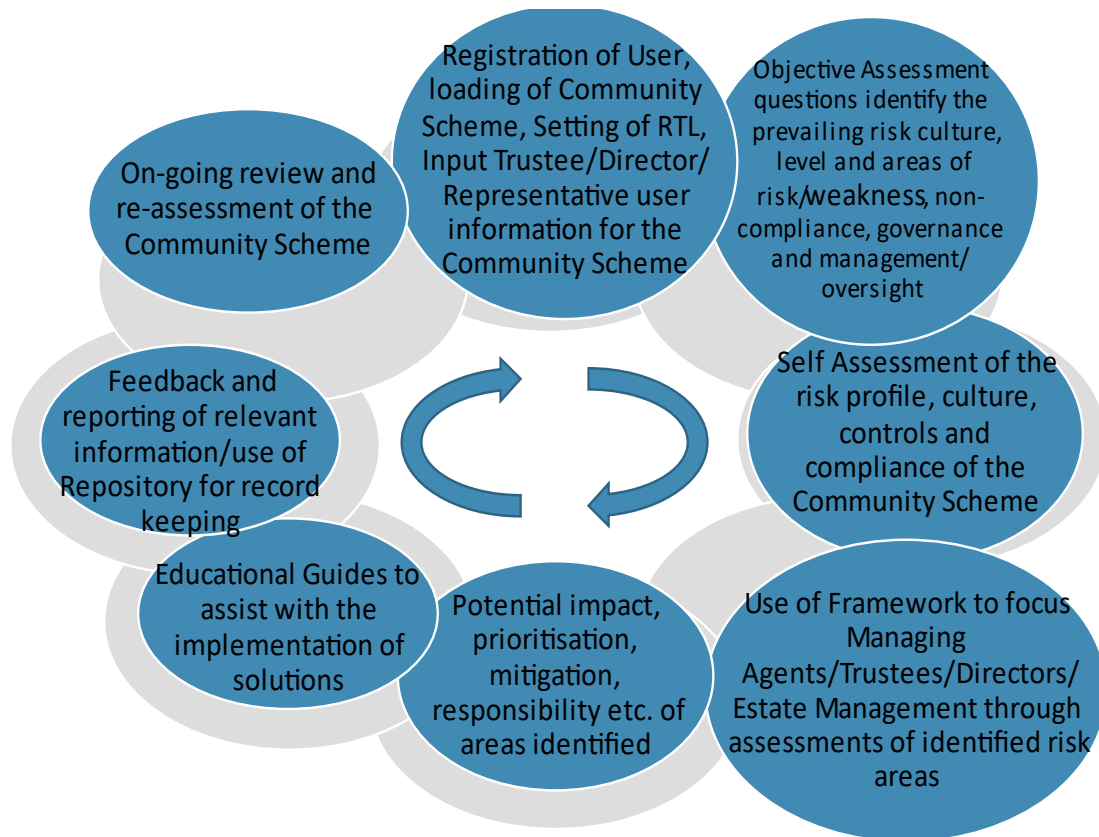 Registration of User,
loading of Community
Scheme, Setting of RTL,
Input Trustee/Director/
Representative user
information for the
Community Scheme
Objective Assessment
questions identify the
prevailing risk culture,
level and areas of
risk/weakness, non-
compliance, governance
and management/
oversight
Self Assessment of the
risk profile, culture,
controls and
compliance of the
Community Scheme
Use of Framework to focus
Managing
Agents/Trustees/Directors/
Estate Management through
assessments of identified risk
areas
Potential impact,
prioritisation,
mitigation,
responsibility etc. of
areas identified
Educational Guides to
assist with the
implementation of
solutions
Feedback and
reporting of relevant
information/use of
Repository for record
keeping
On-going review and
re-assessment of the
Community Scheme